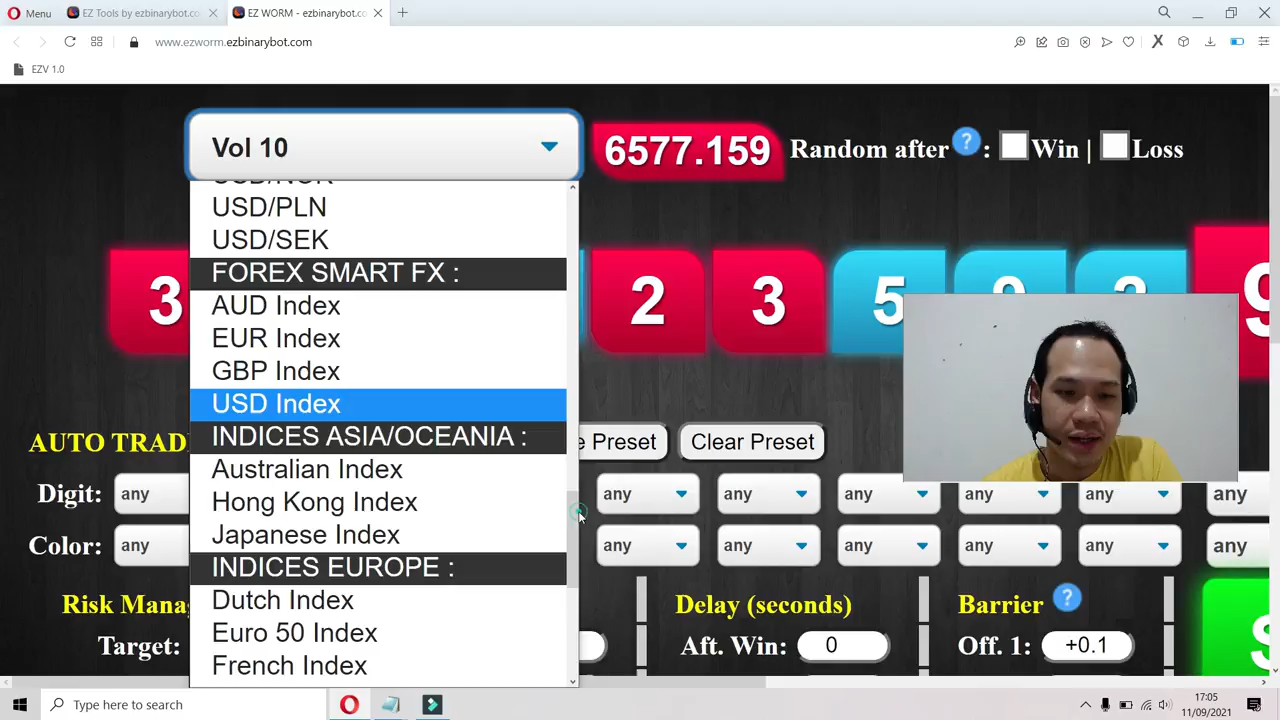 Menu
EZ Tools by ezbinarybot.co
EZ WORM - ezbinarybot.co
www.ezworm.ezbinarybot.com
EZV 1.0
Vol 10
6577.159
Random after ? : Win | Loss
USD/PLN
USD/SEK
FOREX SMART FX :
AUD Index
EUR Index
GBP Index
USD Index
INDICES ASIA/OCEANIA :
Australian Index
Hong Kong Index
Japanese Index
INDICES EUROPE :
Dutch Index
Euro 50 Index
French Index
3 2 3 5 9
AUTO
Preset Clear Preset
Digit: any any any any any any any
Color: any any any any any any any
Risk
Delay (seconds)
Barrier ?
Target:
Aft. Win: 0
Off. 1: +0.1
Type here to search
17:05
11/09/2021